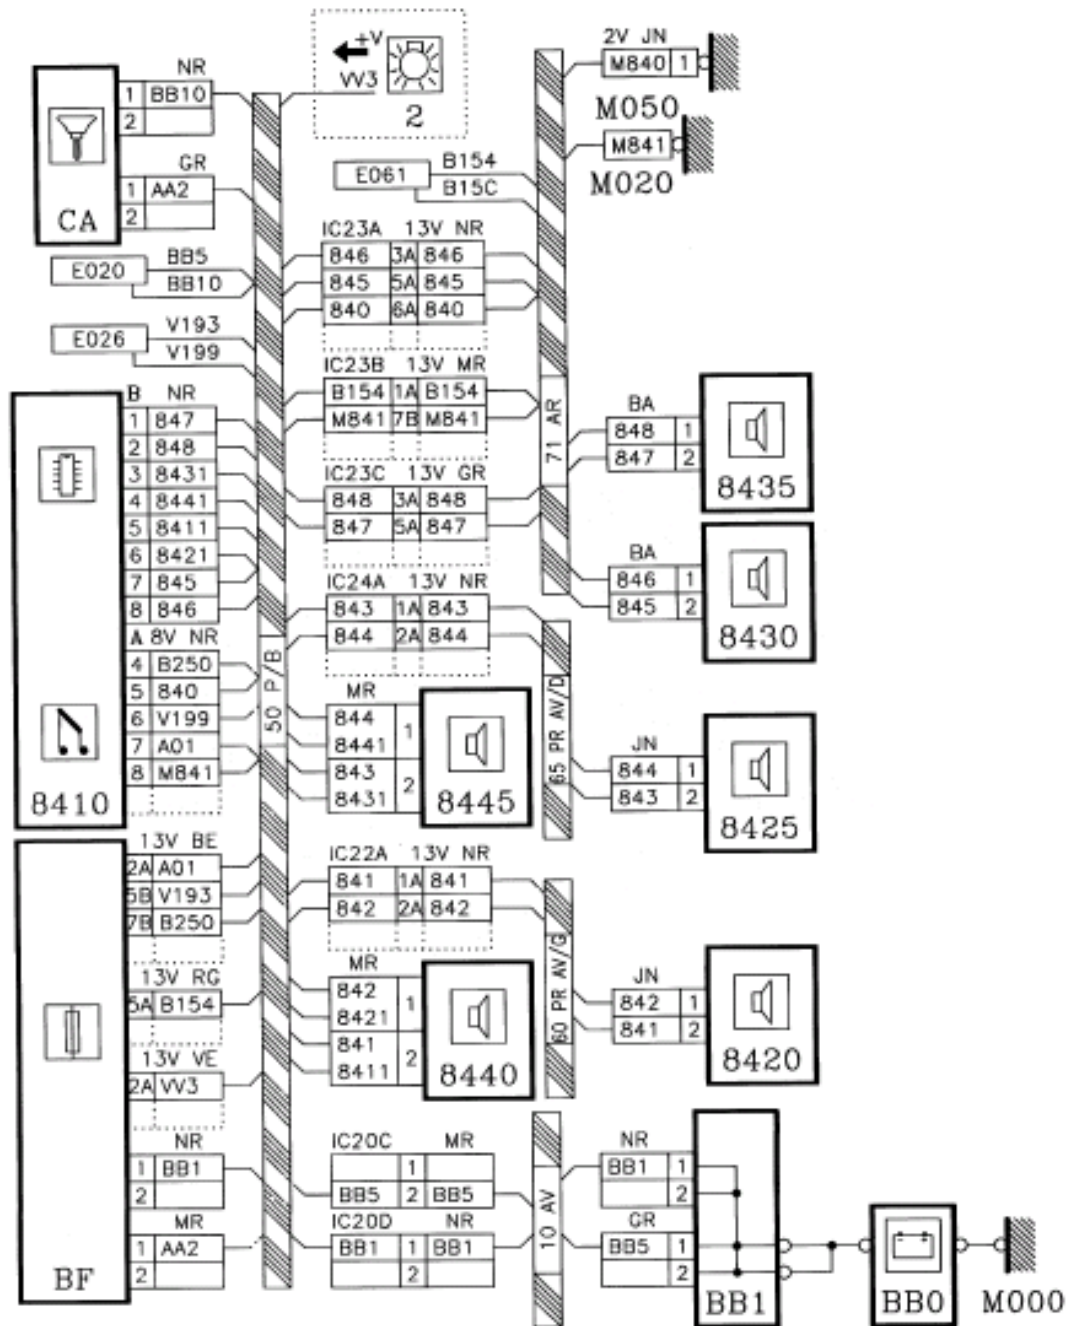 NR
1 BB10
2
GR
1 AA2
2
CA
E020
BB5
BB10
E026
V193
V199
B NR
1 847
2 848
3 8431
4 8441
5 8411
6 8421
7 845
8 846
A 8V NR
4 B250
5 840
6 V199
7 A01
8 M841
8410
13V BE
2A A01
5B V193
7B B250
13V RG
5A B154
13V VE
2A VV3
NR
1 BB1
2
MR
1 AA2
2
BF
50 P/B
+V
VV3
2
E061
B154
B15C
IC23A 13V NR
846 3A 846
845 5A 845
840 6A 840
IC23B 13V MR
B154 1A B154
M841 7B M841
IC23C 13V GR
848 3A 848
847 5A 847
IC24A 13V NR
843 1A 843
844 2A 844
MR
844
8441
1
843
8431
2
8445
IC22A 13V NR
841 1A 841
842 2A 842
MR
842
8421
1
841
8411
2
8440
IC20C MR
1
BB5 2 BB5
IC20D NR
BB1 1 BB1
2
71 AR
65 PR AV/D
60 PR AV/G
10 AV
2V JN
M840 1
M050
M841
M020
BA
848 1
847 2
8435
BA
846 1
845 2
8430
JN
844 1
843 2
8425
JN
842 1
841 2
8420
NR
BB1 1
2
GR
BB5 1
2
BB1
BB0
M000